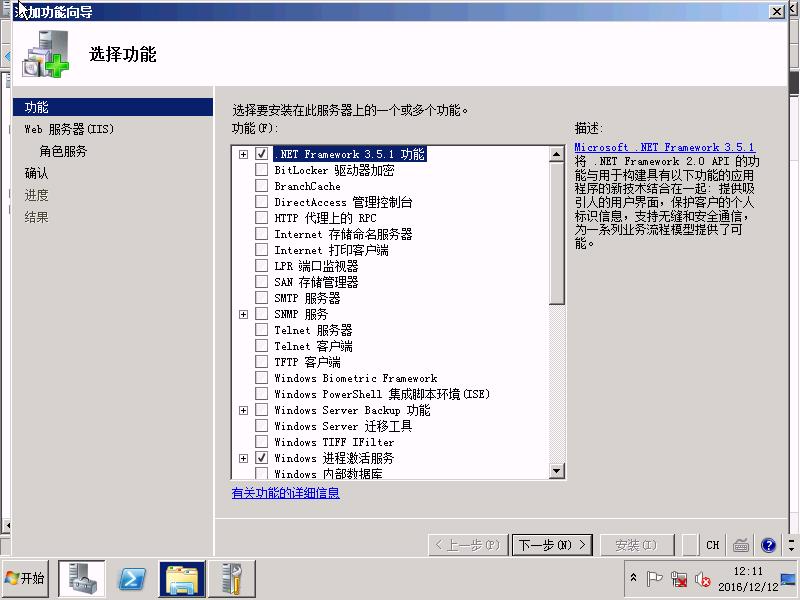 添加功能向导
选择功能
功能
Web 服务器(IIS)
角色服务
确认
进度
结果
选择要安装在此服务器上的一个或多个功能。
功能(F):
.NET Framework 3.5.1 功能
BitLocker 驱动器加密
BranchCache
DirectAccess 管理控制台
HTTP 代理上的 RPC
Internet 存储命名服务器
Internet 打印客户端
LPR 端口监视器
SAN 存储管理器
SMTP 服务器
SNMP 服务
Telnet 服务器
Telnet 客户端
TFTP 客户端
Windows Biometric Framework
Windows PowerShell 集成脚本环境(ISE)
Windows Server Backup 功能
Windows Server 迁移工具
Windows TIFF IFilter
Windows 进程激活服务
Windows 内部数据库
有关功能的详细信息
描述:
Microsoft .NET Framework 3.5.1
将 .NET Framework 2.0 API 的功
能与用于构建具有以下功能的应用
程序的新技术结合在一起: 提供吸
引人的用户界面，保护客户的个人
标识信息，支持无缝和安全通信，
为一系列业务流程模型提供了可
能。
< 上一步(P)
下一步(N) >
安装(I)
CH
开始
12:11
2016/12/12